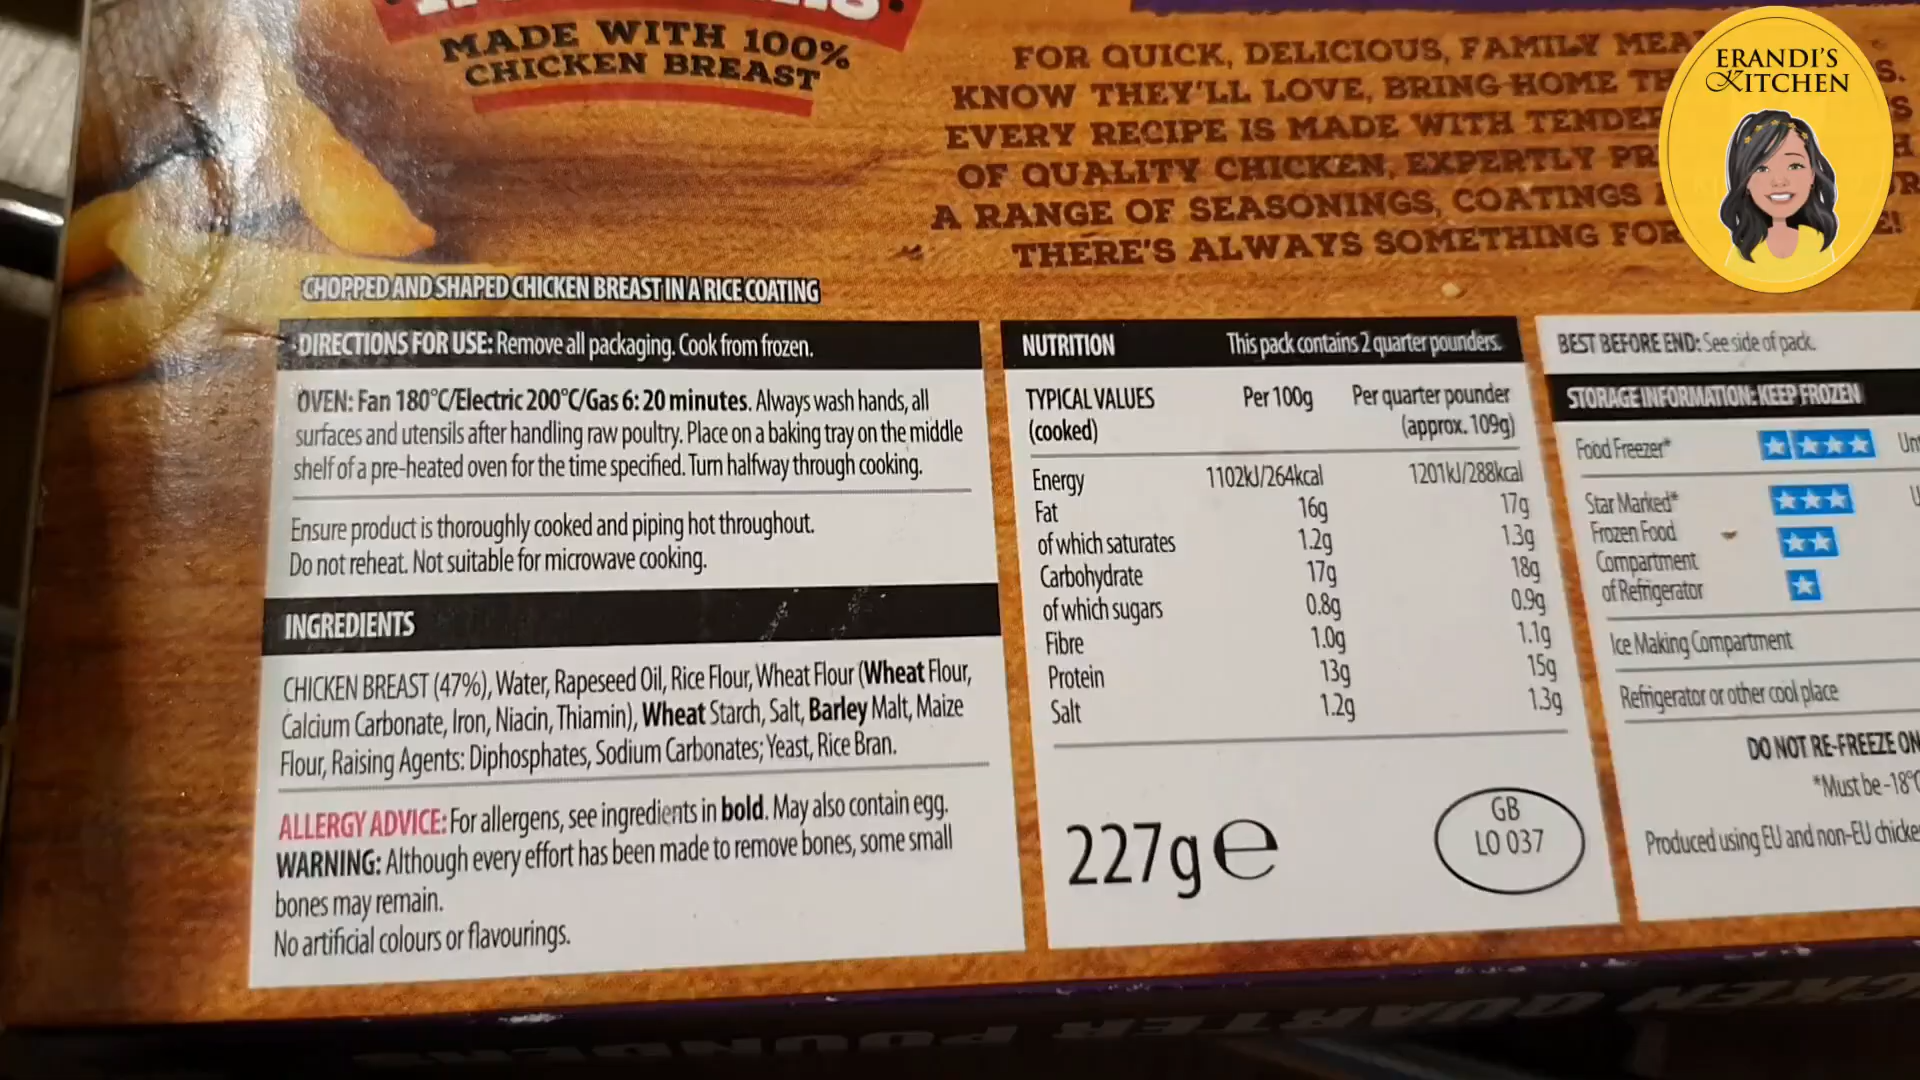 MADE WITH 100%
CHICKEN BREAST
FOR QUICK, DELICIOUS, FAMILY
KNOW THEY'LL LOVE, BRING HOME
EVERY RECIPE IS MADE WITH
OF QUALITY CHICKEN, EXPERTLY
A RANGE OF SEASONINGS, COATINGS
THERE'S ALWAYS SOMETHING FOR
ERANDI'S
KITCHEN
CHOPPED AND SHAPED CHICKEN BREAST IN A RICE COATING
DIRECTIONS FOR USE: Remove all packaging. Cook from frozen.
OVEN: Fan 180°C/Electric 200°C/Gas 6: 20 minutes. Always wash hands, all
surfaces and utensils after handling raw poultry. Place on a baking tray on the middle
shelf of a pre-heated oven for the time specified. Turn halfway through cooking.
Ensure product is thoroughly cooked and piping hot throughout.
Do not reheat. Not suitable for microwave cooking.
INGREDIENTS
CHICKEN BREAST (47%), Water, Rapeseed Oil, Rice Flour, Wheat Flour (Wheat Flour,
Calcium Carbonate, Iron, Niacin, Thiamin), Wheat Starch, Salt, Barley Malt, Maize
Flour, Raising Agents: Diphosphates, Sodium Carbonates; Yeast, Rice Bran.
ALLERGY ADVICE: For allergens, see ingredients in bold. May also contain egg.
WARNING: Although every effort has been made to remove bones, some small
bones may remain.
No artificial colours or flavourings.
NUTRITION This pack contains 2 quarter pounders.
TYPICAL VALUES Per 100g Per quarter pounder
(cooked) (approx. 109g)
Energy 1102kJ/264kcal 1201kJ/288kcal
Fat 16g 17g
of which saturates 1.2g 1.3g
Carbohydrate 17g 18g
of which sugars 0.8g 0.9g
Fibre 1.0g 1.1g
Protein 13g 15g
Salt 1.2g 1.3g
227g e
GB
LO 037
BEST BEFORE END: See side of pack.
STORAGE INFORMATION: KEEP FROZEN
Food Freezer*
Star Marked*
Frozen Food
Compartment
of Refrigerator
Ice Making Compartment
Refrigerator or other cool place
DO NOT RE-FREEZE
*Must be -18°C
Produced using EU and non-EU
QUARTER POUNDERS